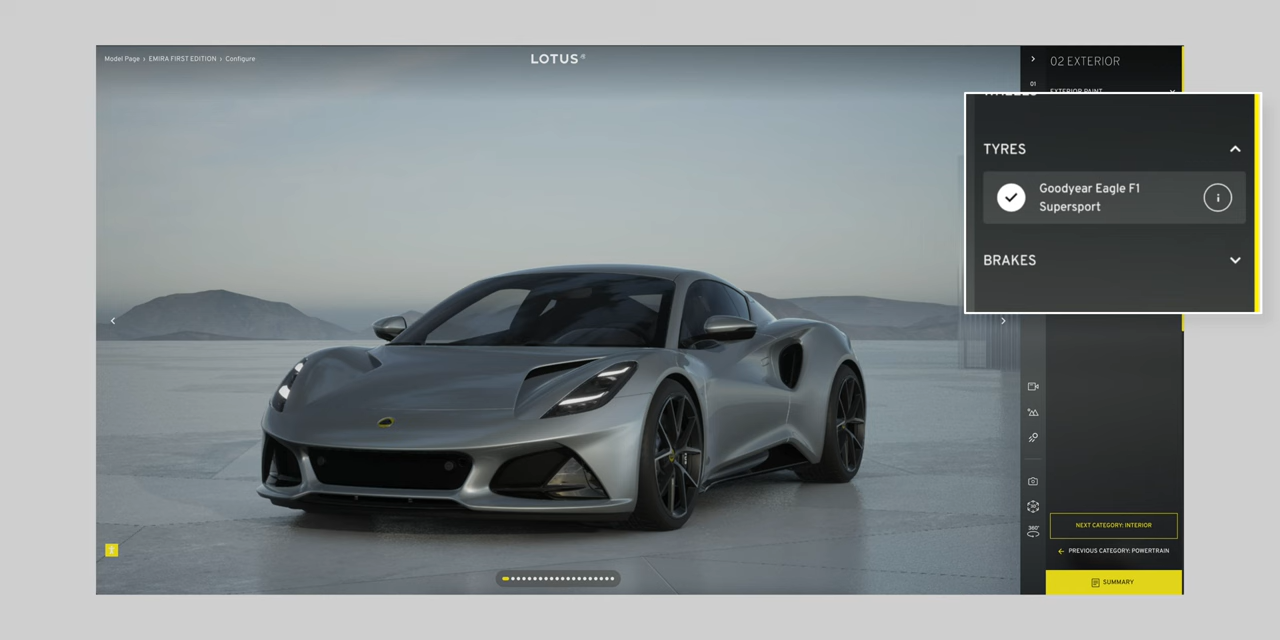 Model Page › EMIRA FIRST EDITION › Configure
LOTUS
02 EXTERIOR
01
EXTERIOR PAINT
TYRES
Goodyear Eagle F1
Supersport
BRAKES
360°
NEXT CATEGORY: INTERIOR
PREVIOUS CATEGORY: POWERTRAIN
SUMMARY